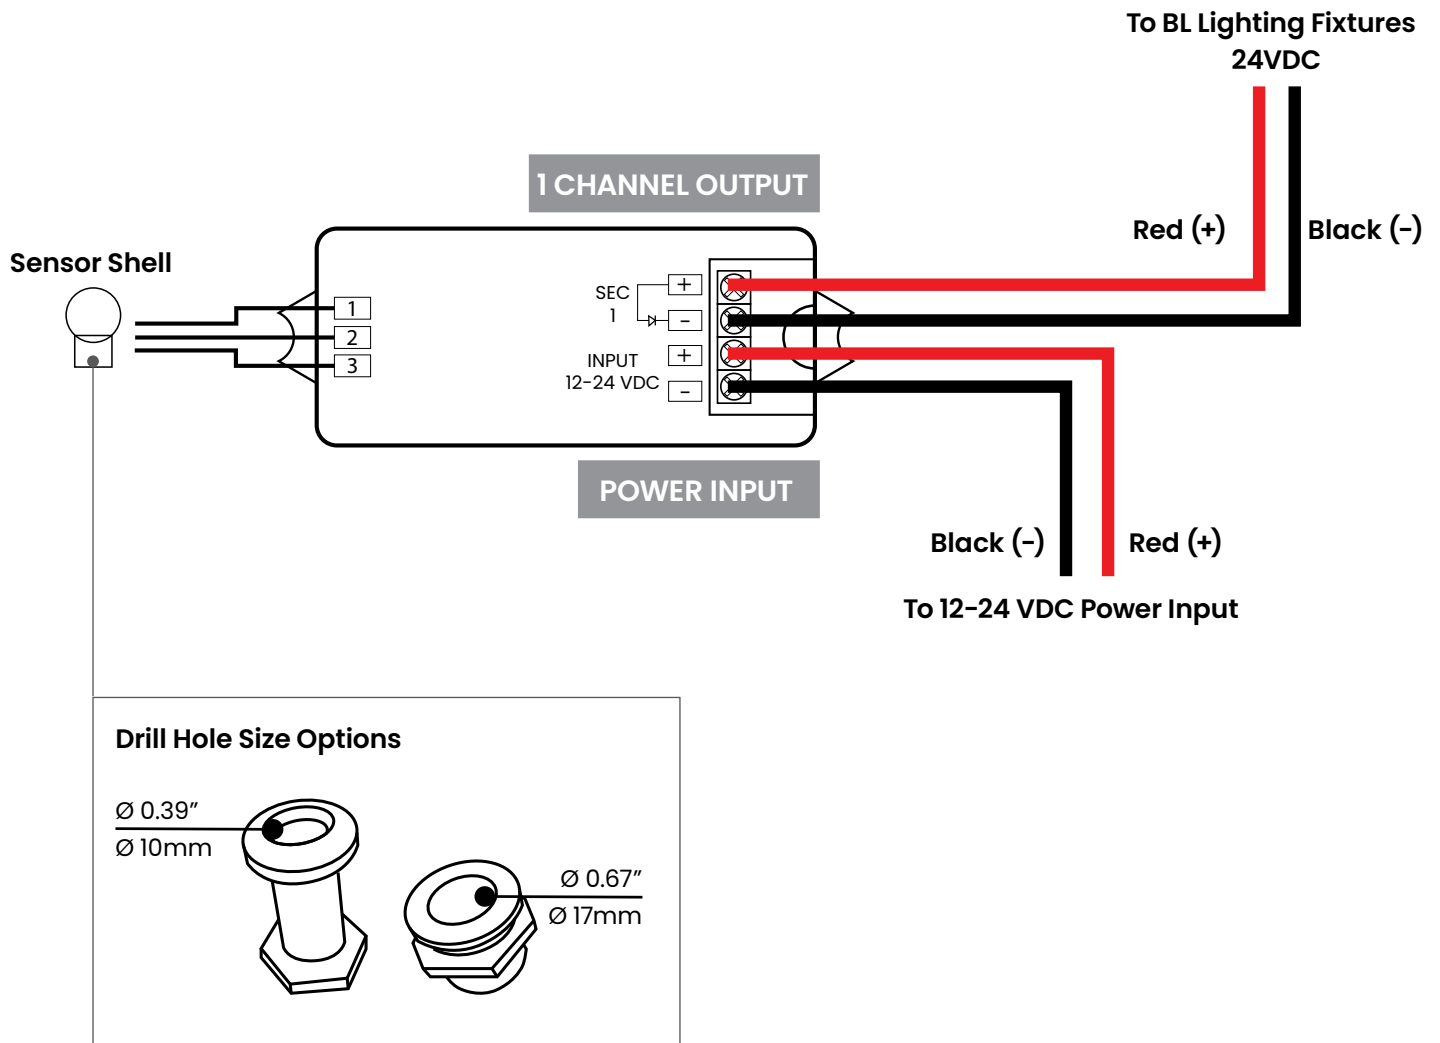 To BL Lighting Fixtures
24VDC
1 CHANNEL OUTPUT
Red (+)
Black (-)
Sensor Shell
1
2
3
SEC
1
+
-
INPUT
12-24 VDC
+
-
POWER INPUT
Black (-)
Red (+)
To 12-24 VDC Power Input
Drill Hole Size Options
Ø 0.39”
Ø 10mm
Ø 0.67”
Ø 17mm